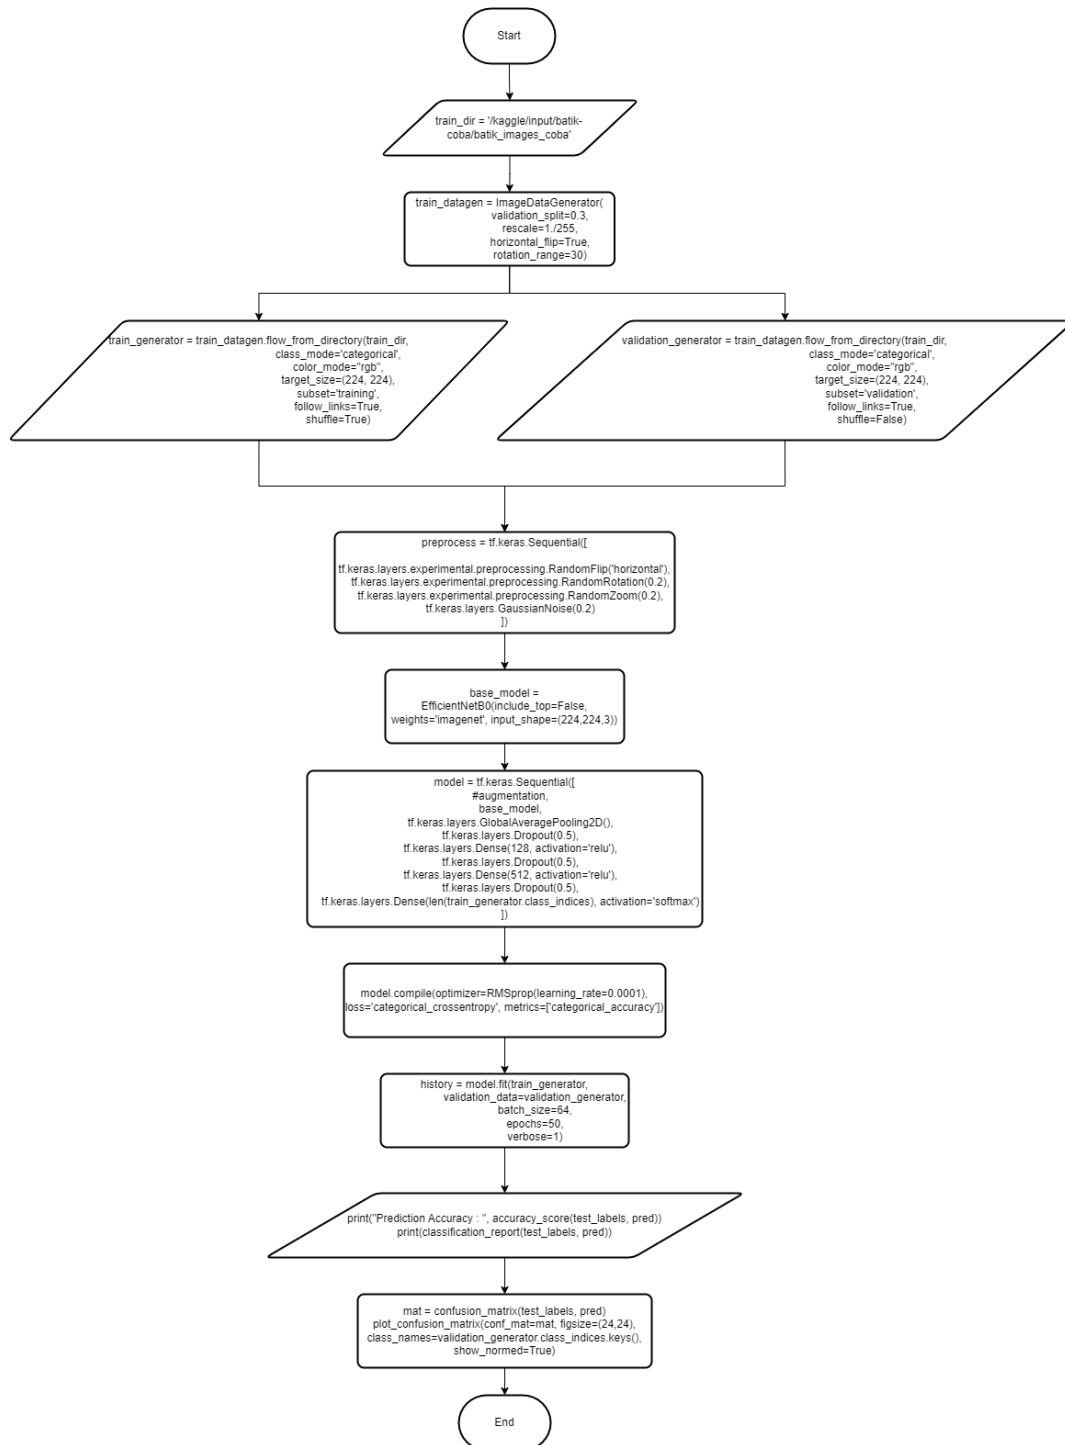 Start
train_dir = '/kaggle/input/batik-
coba/batik_images_coba'
train_datagen = ImageDataGenerator(
validation_split=0.3,
rescale=1./255,
horizontal_flip=True,
rotation_range=30)
train_generator = train_datagen.flow_from_directory(train_dir,
class_mode='categorical',
color_mode="rgb",
target_size=(224, 224),
subset='training',
follow_links=True,
shuffle=True)
validation_generator = train_datagen.flow_from_directory(train_dir,
class_mode='categorical',
color_mode="rgb",
target_size=(224, 224),
subset='validation',
follow_links=True,
shuffle=False)
preprocess = tf.keras.Sequential([
tf.keras.layers.experimental.preprocessing.RandomFlip('horizontal'),
tf.keras.layers.experimental.preprocessing.RandomRotation(0.2),
tf.keras.layers.experimental.preprocessing.RandomZoom(0.2),
tf.keras.layers.GaussianNoise(0.2)
])
base_model =
EfficientNetB0(include_top=False,
weights='imagenet', input_shape=(224,224,3))
model = tf.keras.Sequential([
#augmentation,
base_model,
tf.keras.layers.GlobalAveragePooling2D(),
tf.keras.layers.Dropout(0.5),
tf.keras.layers.Dense(128, activation='relu'),
tf.keras.layers.Dropout(0.5),
tf.keras.layers.Dense(512, activation='relu'),
tf.keras.layers.Dropout(0.5),
tf.keras.layers.Dense(len(train_generator.class_indices), activation='softmax')
])
model.compile(optimizer=RMSprop(learning_rate=0.0001),
loss='categorical_crossentropy', metrics=['categorical_accuracy'])
history = model.fit(train_generator,
validation_data=validation_generator,
batch_size=64,
epochs=50,
verbose=1)
print("Prediction Accuracy : ", accuracy_score(test_labels, pred))
print(classification_report(test_labels, pred))
mat = confusion_matrix(test_labels, pred)
plot_confusion_matrix(conf_mat=mat, figsize=(24,24),
class_names=validation_generator.class_indices.keys(),
show_normed=True)
End